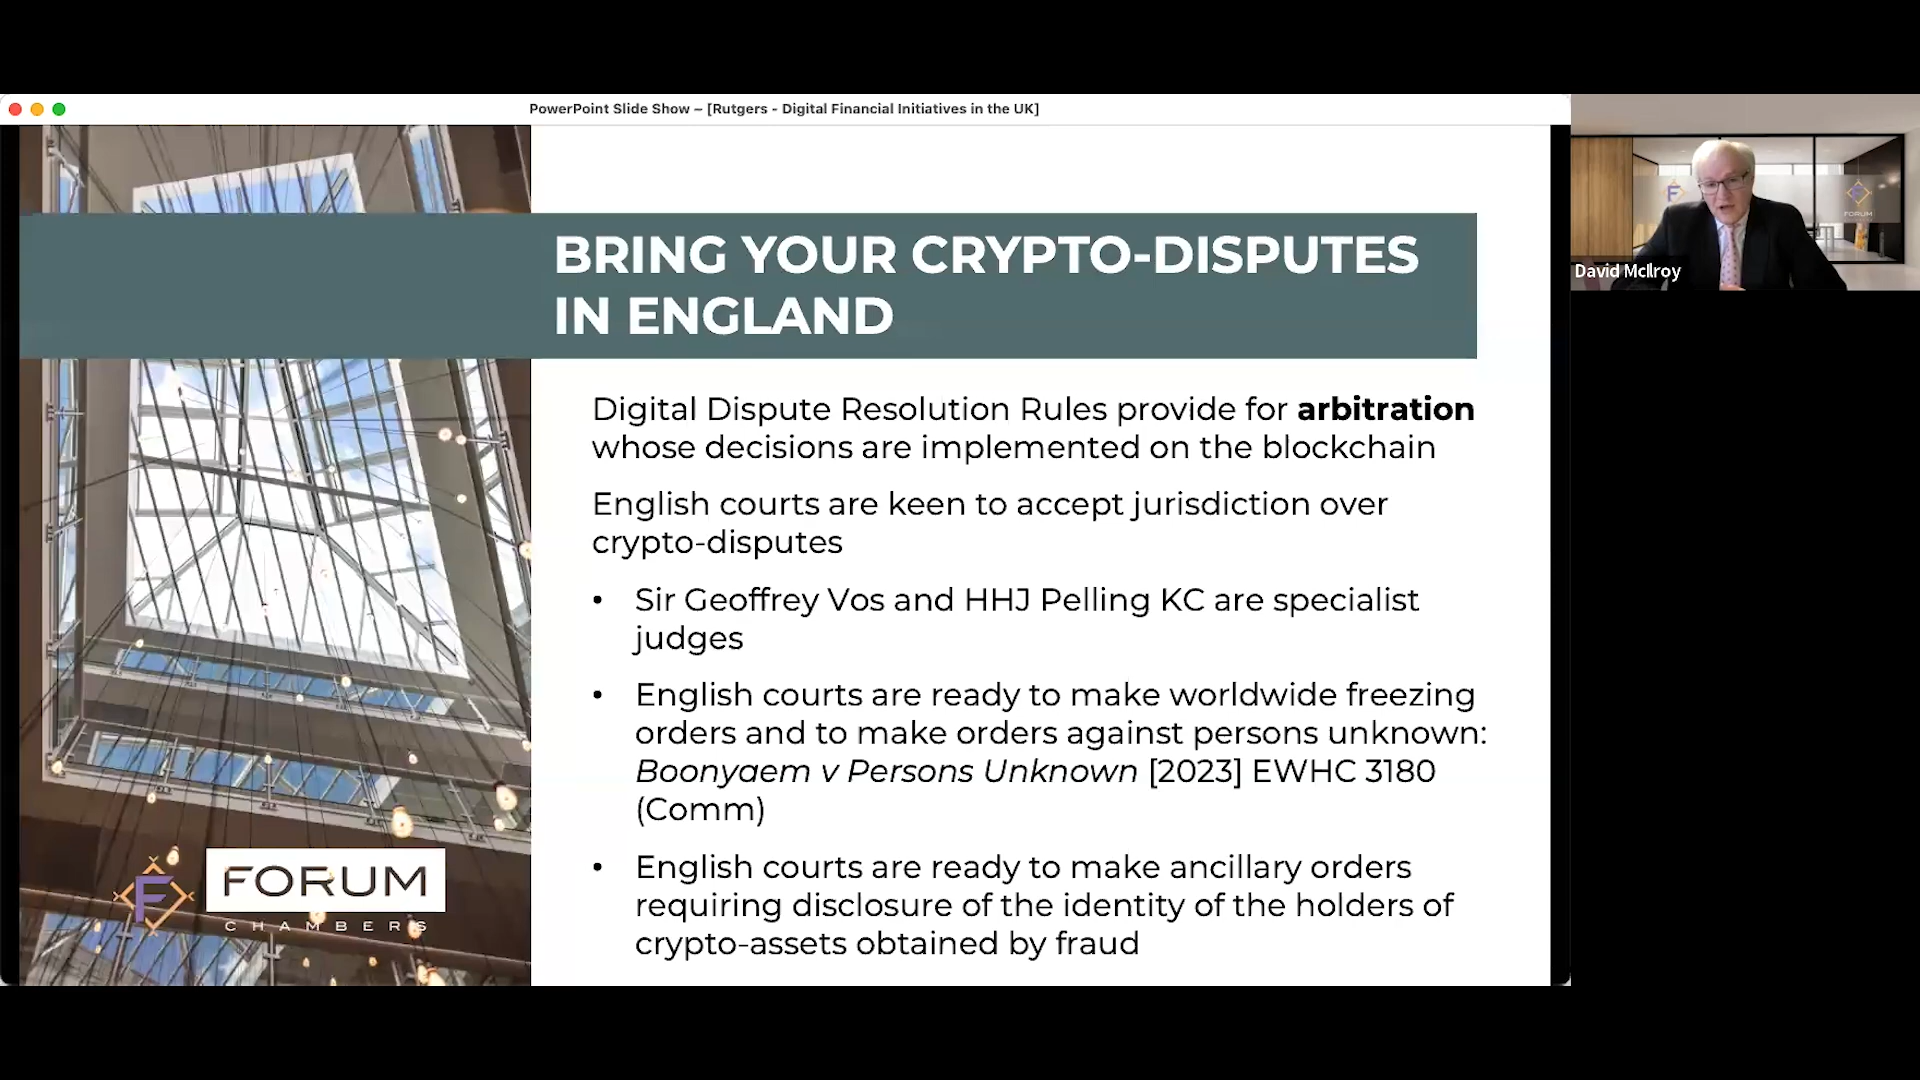 PowerPoint Slide Show – [Rutgers - Digital Financial Initiatives in the UK]
BRING YOUR CRYPTO-DISPUTES
IN ENGLAND
Digital Dispute Resolution Rules provide for arbitration
whose decisions are implemented on the blockchain
English courts are keen to accept jurisdiction over
crypto-disputes
• Sir Geoffrey Vos and HHJ Pelling KC are specialist
judges
• English courts are ready to make worldwide freezing
orders and to make orders against persons unknown:
Boonyaem v Persons Unknown [2023] EWHC 3180
(Comm)
• English courts are ready to make ancillary orders
requiring disclosure of the identity of the holders of
crypto-assets obtained by fraud
F
FORUM
CHAMBERS
F
F
FORUM
David McIlroy